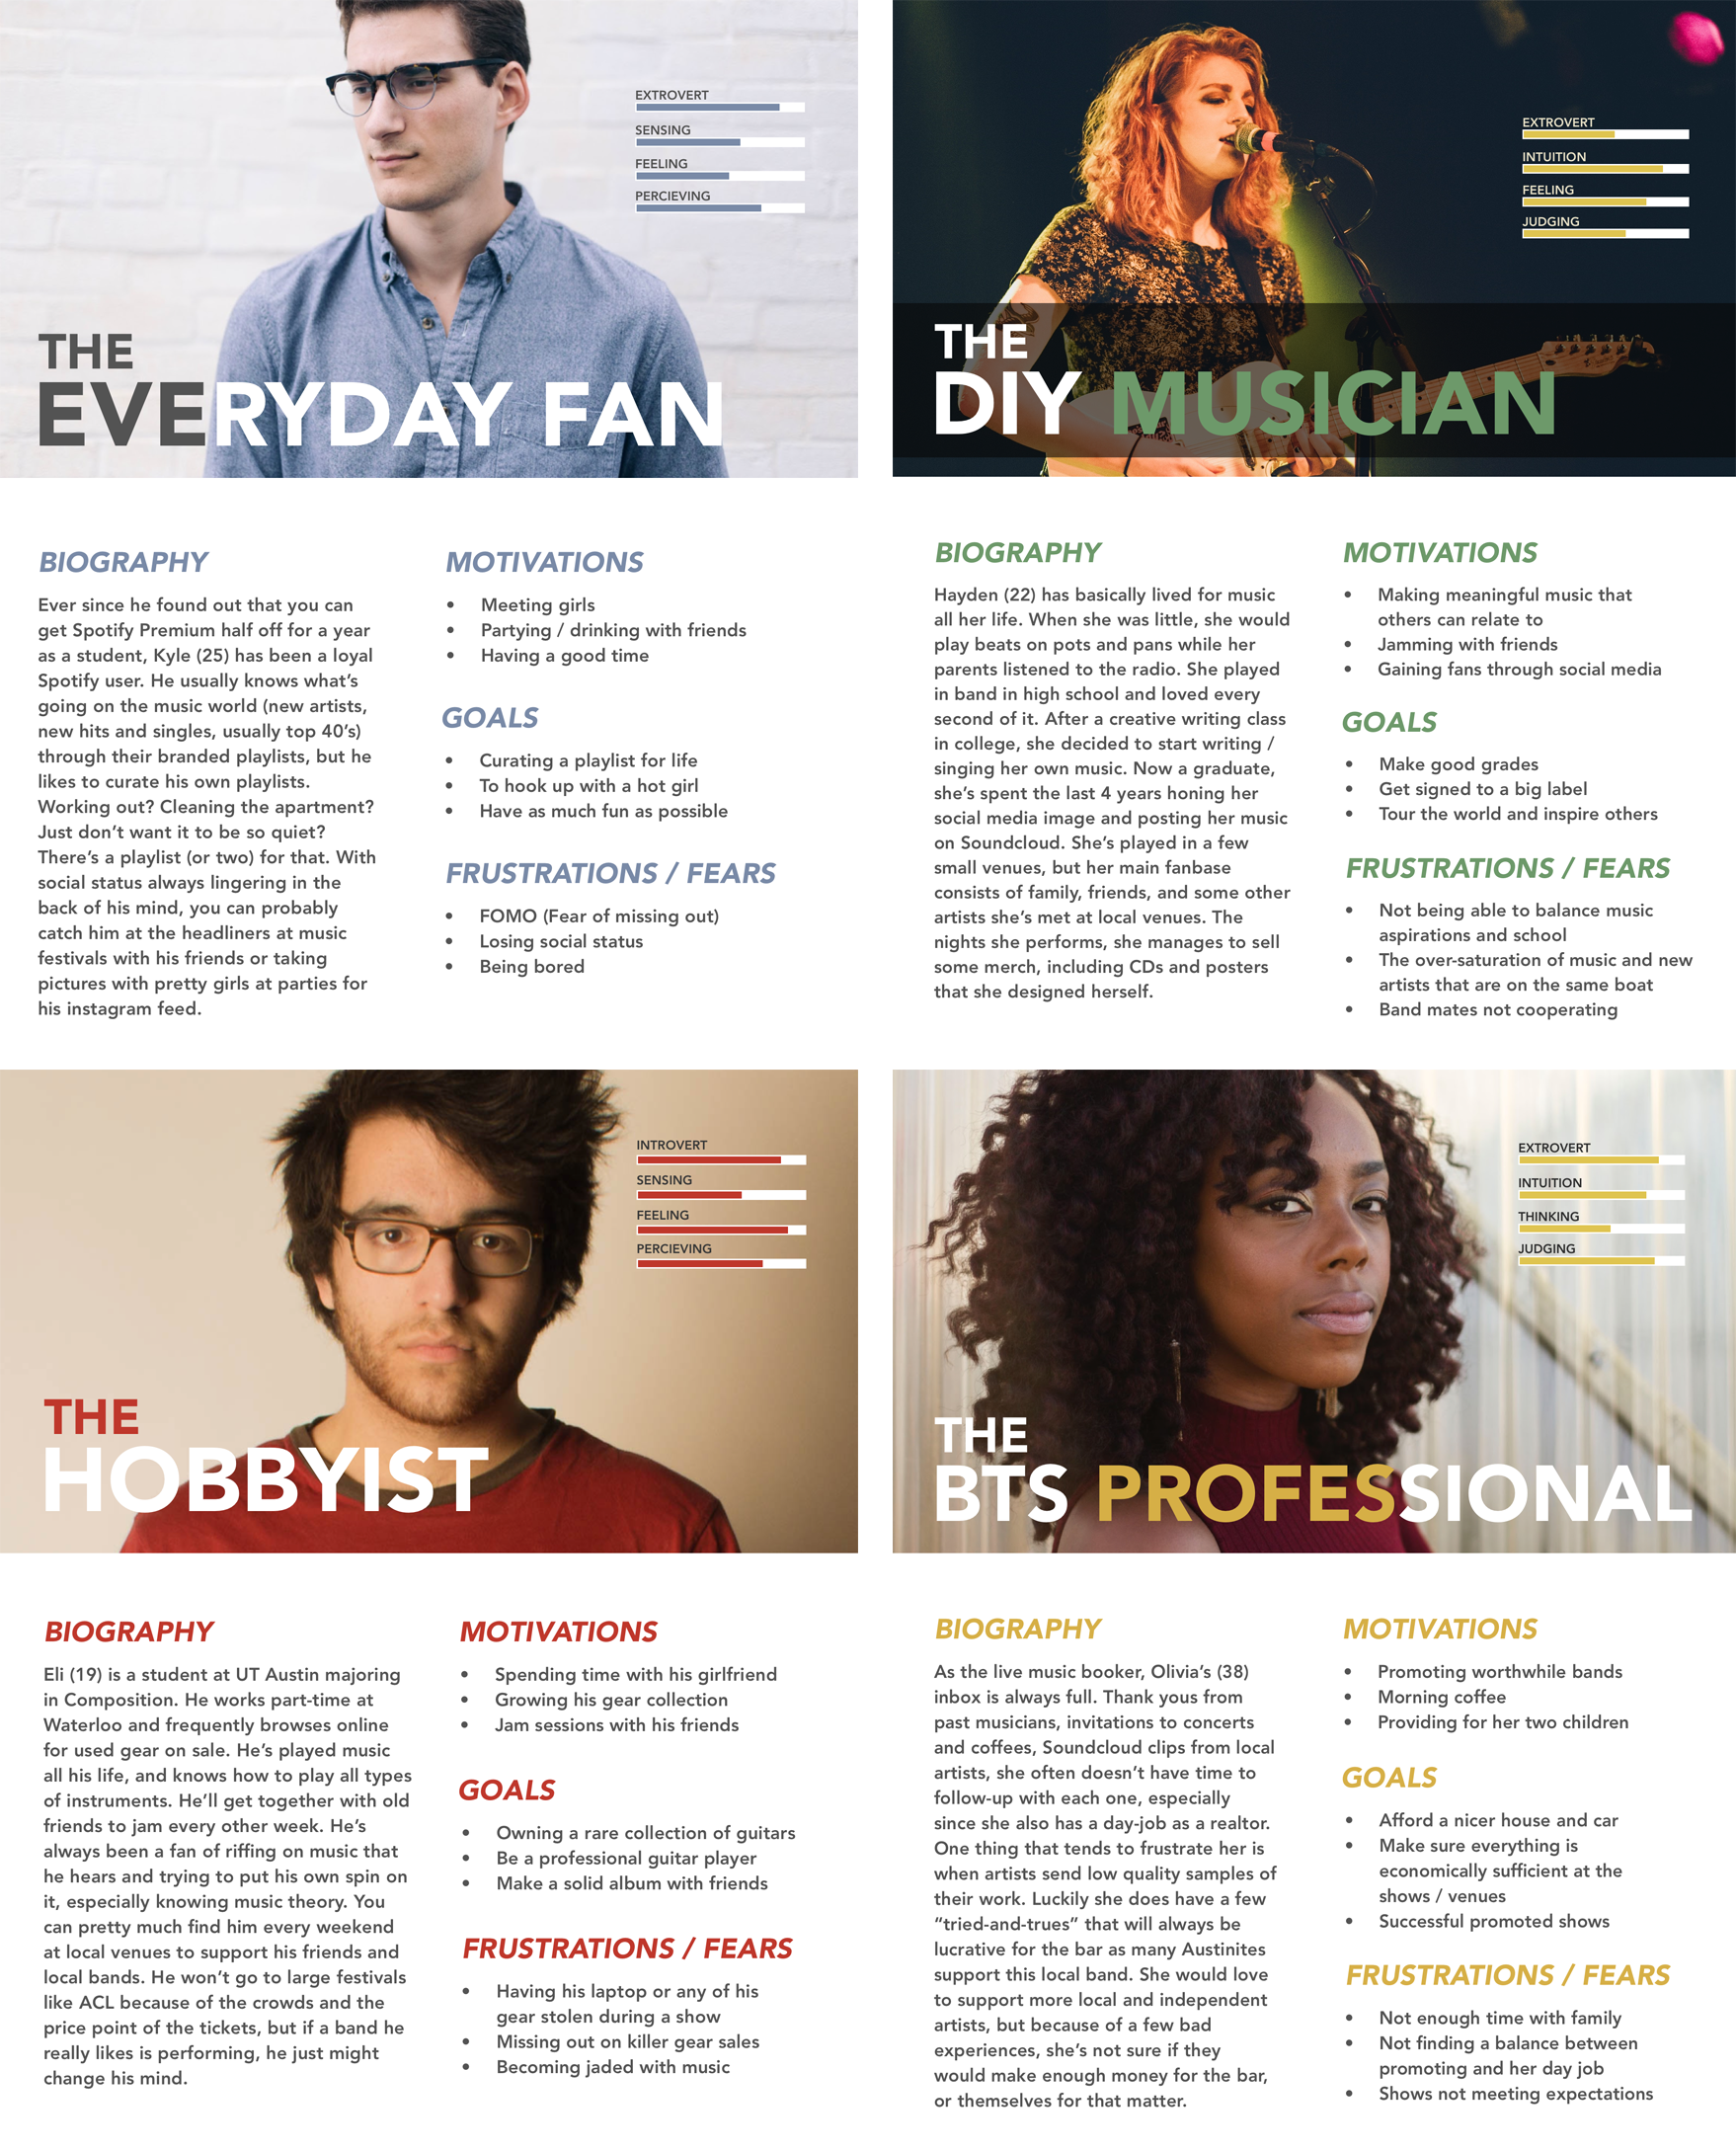 EXTROVERT
SENSING
FEELING
PERCIEVING
THE
EVERYDAY FAN
BIOGRAPHY
Ever since he found out that you can
get Spotify Premium half off for a year
as a student, Kyle (25) has been a loyal
Spotify user. He usually knows what’s
going on the music world (new artists,
new hits and singles, usually top 40’s)
through their branded playlists, but he
likes to curate his own playlists.
Working out? Cleaning the apartment?
Just don’t want it to be so quiet?
There’s a playlist (or two) for that. With
social status always lingering in the
back of his mind, you can probably
catch him at the headliners at music
festivals with his friends or taking
pictures with pretty girls at parties for
his instagram feed.
MOTIVATIONS
• Meeting girls
• Partying / drinking with friends
• Having a good time
GOALS
• Curating a playlist for life
• To hook up with a hot girl
• Have as much fun as possible
FRUSTRATIONS / FEARS
• FOMO (Fear of missing out)
• Losing social status
• Being bored
EXTROVERT
INTUITION
FEELING
JUDGING
THE
DIY MUSICIAN
BIOGRAPHY
Hayden (22) has basically lived for music
all her life. When she was little, she would
play beats on pots and pans while her
parents listened to the radio. She played
in band in high school and loved every
second of it. After a creative writing class
in college, she decided to start writing /
singing her own music. Now a graduate,
she’s spent the last 4 years honing her
social media image and posting her music
on Soundcloud. She’s played in a few
small venues, but her main fanbase
consists of family, friends, and some other
artists she’s met at local venues. The
nights she performs, she manages to sell
some merch, including CDs and posters
that she designed herself.
MOTIVATIONS
• Making meaningful music that
others can relate to
• Jamming with friends
• Gaining fans through social media
GOALS
• Make good grades
• Get signed to a big label
• Tour the world and inspire others
FRUSTRATIONS / FEARS
• Not being able to balance music
aspirations and school
• The over-saturation of music and new
artists that are on the same boat
• Band mates not cooperating
INTROVERT
SENSING
FEELING
PERCIEVING
THE
HOBBYIST
BIOGRAPHY
Eli (19) is a student at UT Austin majoring
in Composition. He works part-time at
Waterloo and frequently browses online
for used gear on sale. He’s played music
all his life, and knows how to play all types
of instruments. He’ll get together with old
friends to jam every other week. He’s
always been a fan of riffing on music that
he hears and trying to put his own spin on
it, especially knowing music theory. You
can pretty much find him every weekend
at local venues to support his friends and
local bands. He won’t go to large festivals
like ACL because of the crowds and the
price point of the tickets, but if a band he
really likes is performing, he just might
change his mind.
MOTIVATIONS
• Spending time with his girlfriend
• Growing his gear collection
• Jam sessions with his friends
GOALS
• Owning a rare collection of guitars
• Be a professional guitar player
• Make a solid album with friends
FRUSTRATIONS / FEARS
• Having his laptop or any of his
gear stolen during a show
• Missing out on killer gear sales
• Becoming jaded with music
EXTROVERT
INTUITION
THINKING
JUDGING
THE
BTS PROFESSIONAL
BIOGRAPHY
As the live music booker, Olivia’s (38)
inbox is always full. Thank yous from
past musicians, invitations to concerts
and coffees, Soundcloud clips from local
artists, she often doesn’t have time to
follow-up with each one, especially
since she also has a day-job as a realtor.
One thing that tends to frustrate her is
when artists send low quality samples of
their work. Luckily she does have a few
“tried-and-trues” that will always be
lucrative for the bar as many Austinites
support this local band. She would love
to support more local and independent
artists, but because of a few bad
experiences, she’s not sure if they
would make enough money for the bar,
or themselves for that matter.
MOTIVATIONS
• Promoting worthwhile bands
• Morning coffee
• Providing for her two children
GOALS
• Afford a nicer house and car
• Make sure everything is
economically sufficient at the
shows / venues
• Successful promoted shows
FRUSTRATIONS / FEARS
• Not enough time with family
• Not finding a balance between
promoting and her day job
• Shows not meeting expectations